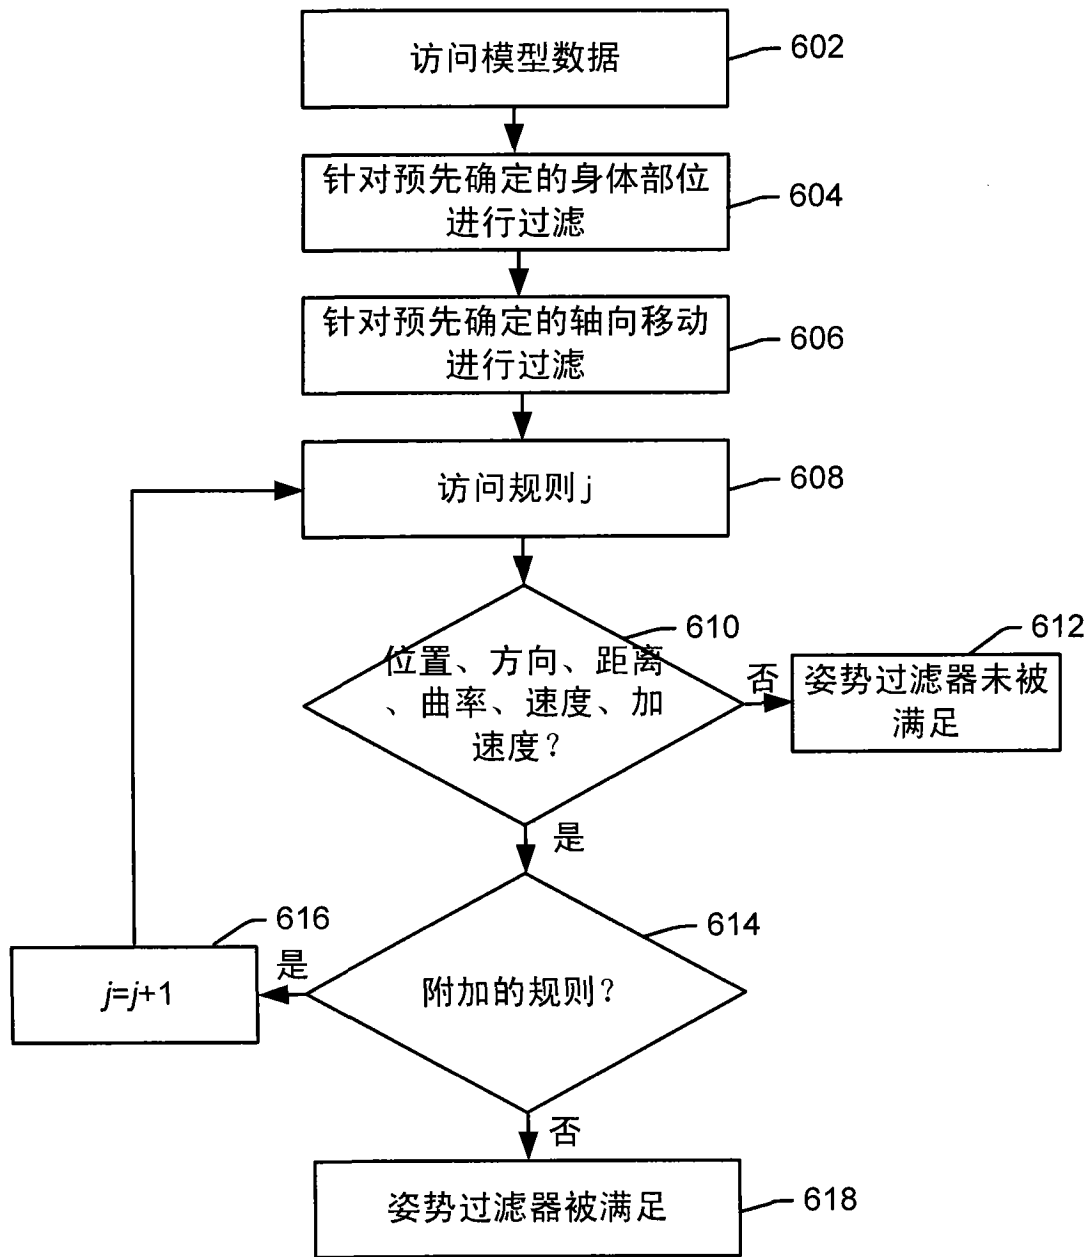 访问模型数据
602
针对预先确定的身体部位
进行过滤
604
针对预先确定的轴向移动
进行过滤
606
访问规则j
608
610
位置、方向、距离
、曲率、速度、加
速度？
否
612
姿势过滤器未被
满足
是
614
附加的规则？
616
是
j=j+1
否
姿势过滤器被满足
618